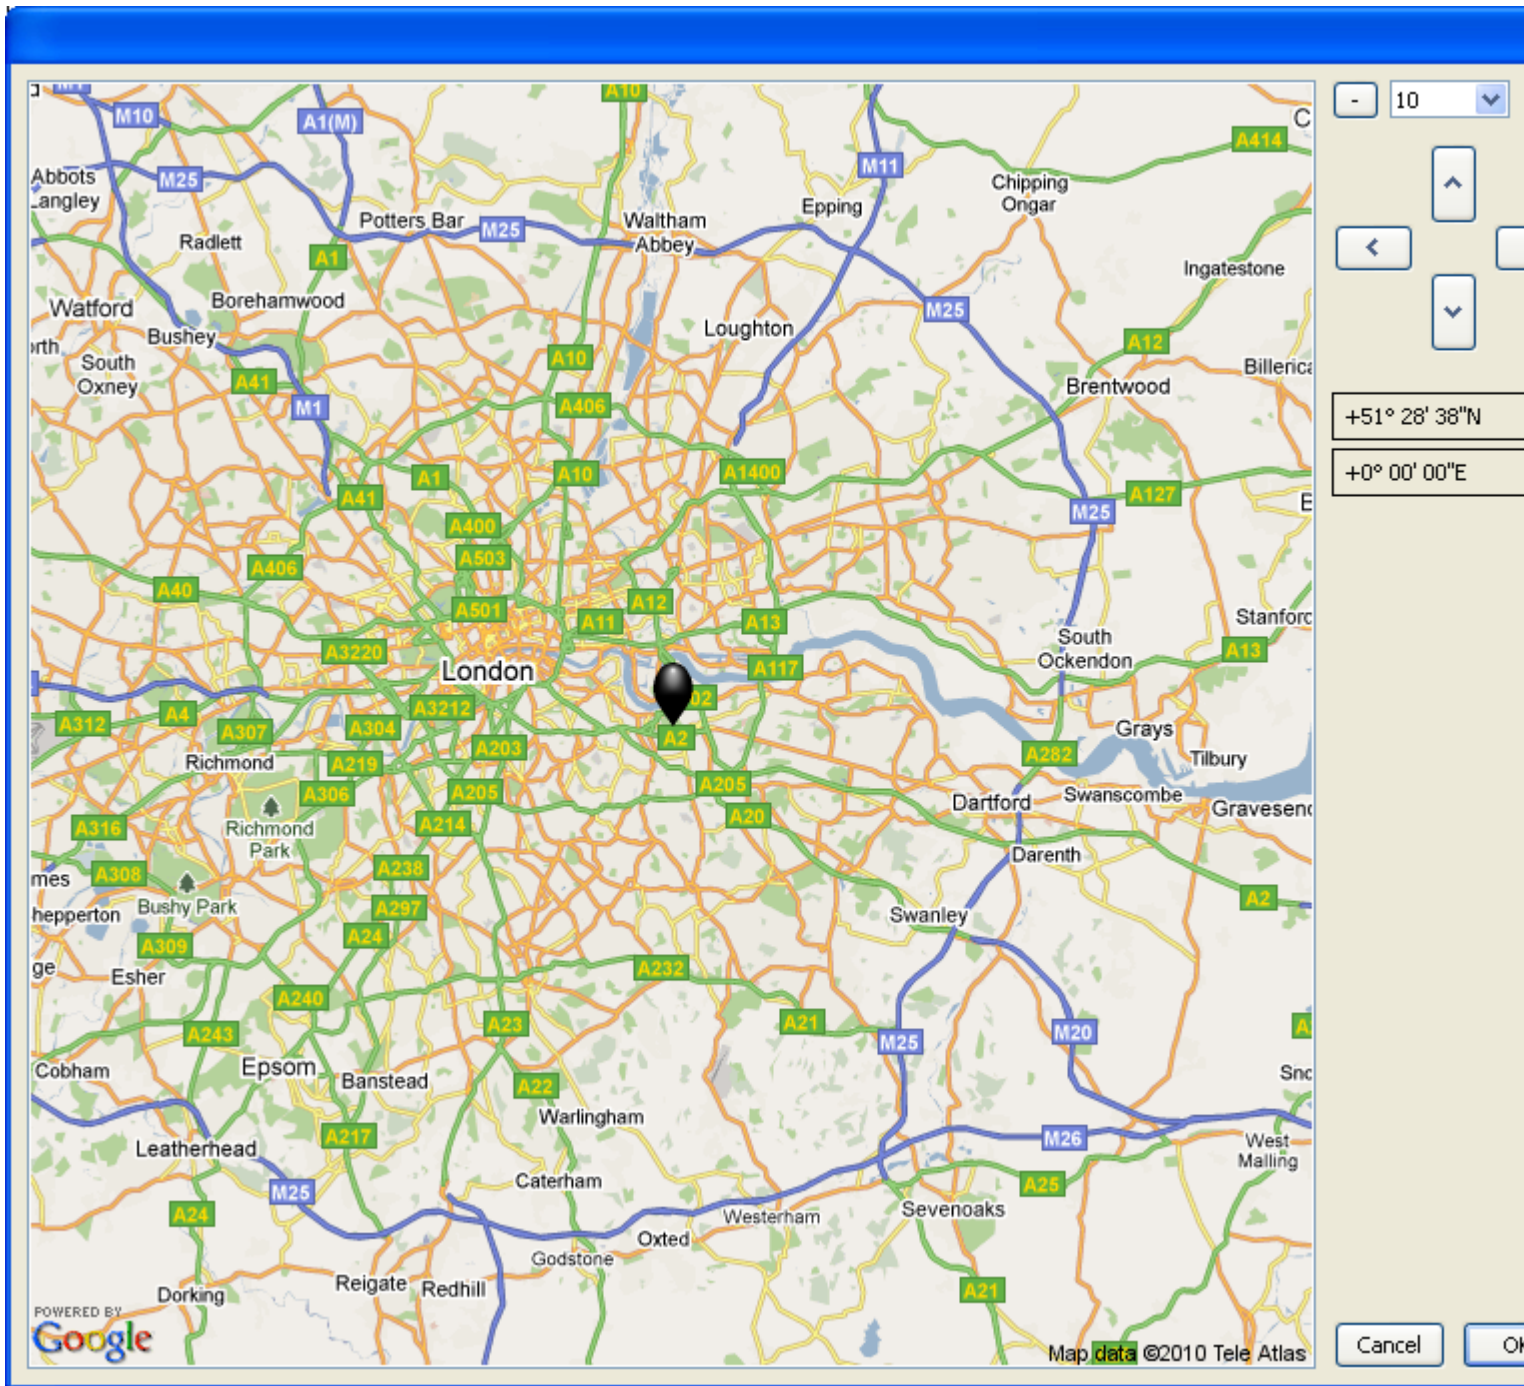 M10
A1(M)
A10
M11
A414
C
Abbots
Langley
M25
Chipping
Ongar
Potters Bar
M25
Waltham
Abbey
Epping
Radlett
A1
Ingatestone
Watford
Borehamwood
M25
Bushey
Loughton
A12
South
Oxney
A10
Billerica
A41
M1
A406
Brentwood
A1
A10
A1400
A41
A127
M25
A400
A503
A406
A40
A501
A12
A11
A13
Stanford
A3220
London
A117
South
Ockendon
A13
A312
A4
A307
A304
A3212
02
A2
A203
A282
Grays
Tilbury
Richmond
A219
A306
A205
A205
Dartford
Swanscombe
Gravesend
A316
Richmond
Park
A214
A20
Darenth
mes
A308
A238
Bushy Park
hepperton
A297
A2
Swanley
A309
A24
ge
Esher
A232
A240
A243
A23
A21
M25
M20
Cobham
Epsom
Banstead
A22
Warlingham
Sno
Leatherhead
A217
M26
West
Malling
M25
Caterham
A25
A24
Westerham
Sevenoaks
Oxted
Godstone
Dorking
Reigate
Redhill
A21
POWERED BY
Google
Map data ©2010 Tele Atlas
-
10
+51° 28' 38"N
+0° 00' 00"E
Cancel
OK